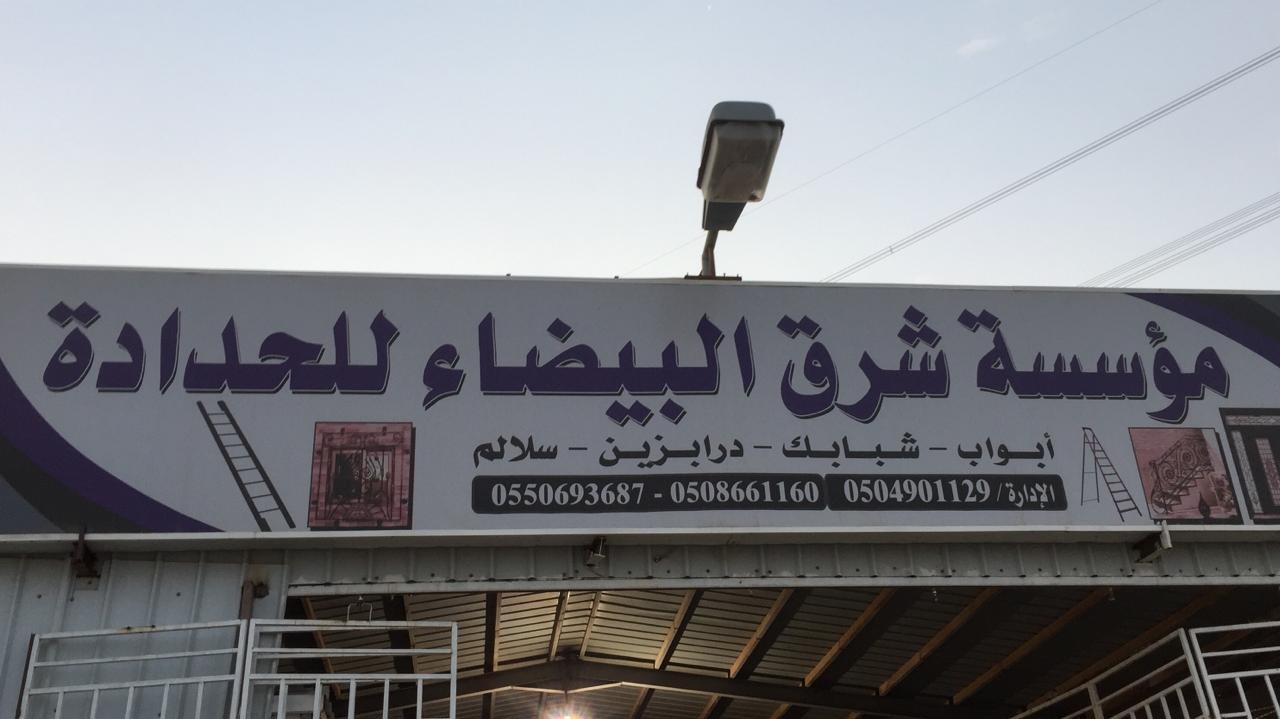 مؤسسة شرق البيضاء للحدادة
أبواب - شبابك - درابزين - سلالم
الإدارة / 0504901129 0508661160 - 0550693687